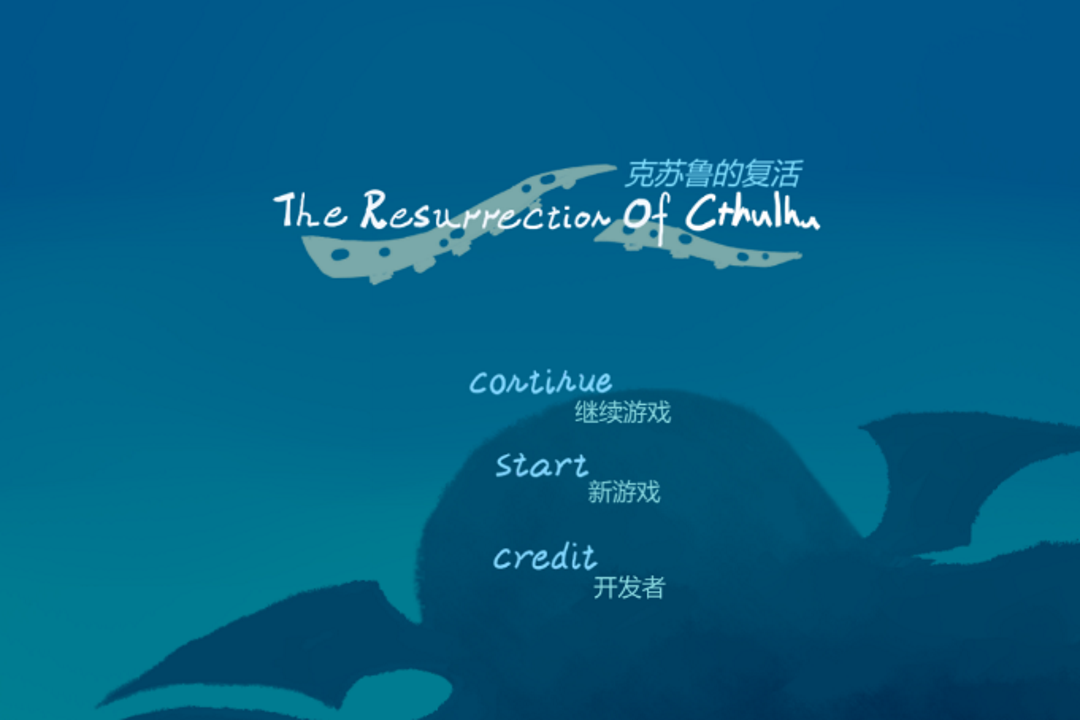 克苏鲁的复活
The Resurrection Of Cthulhu
continue
继续游戏
start
新游戏
credit
开发者